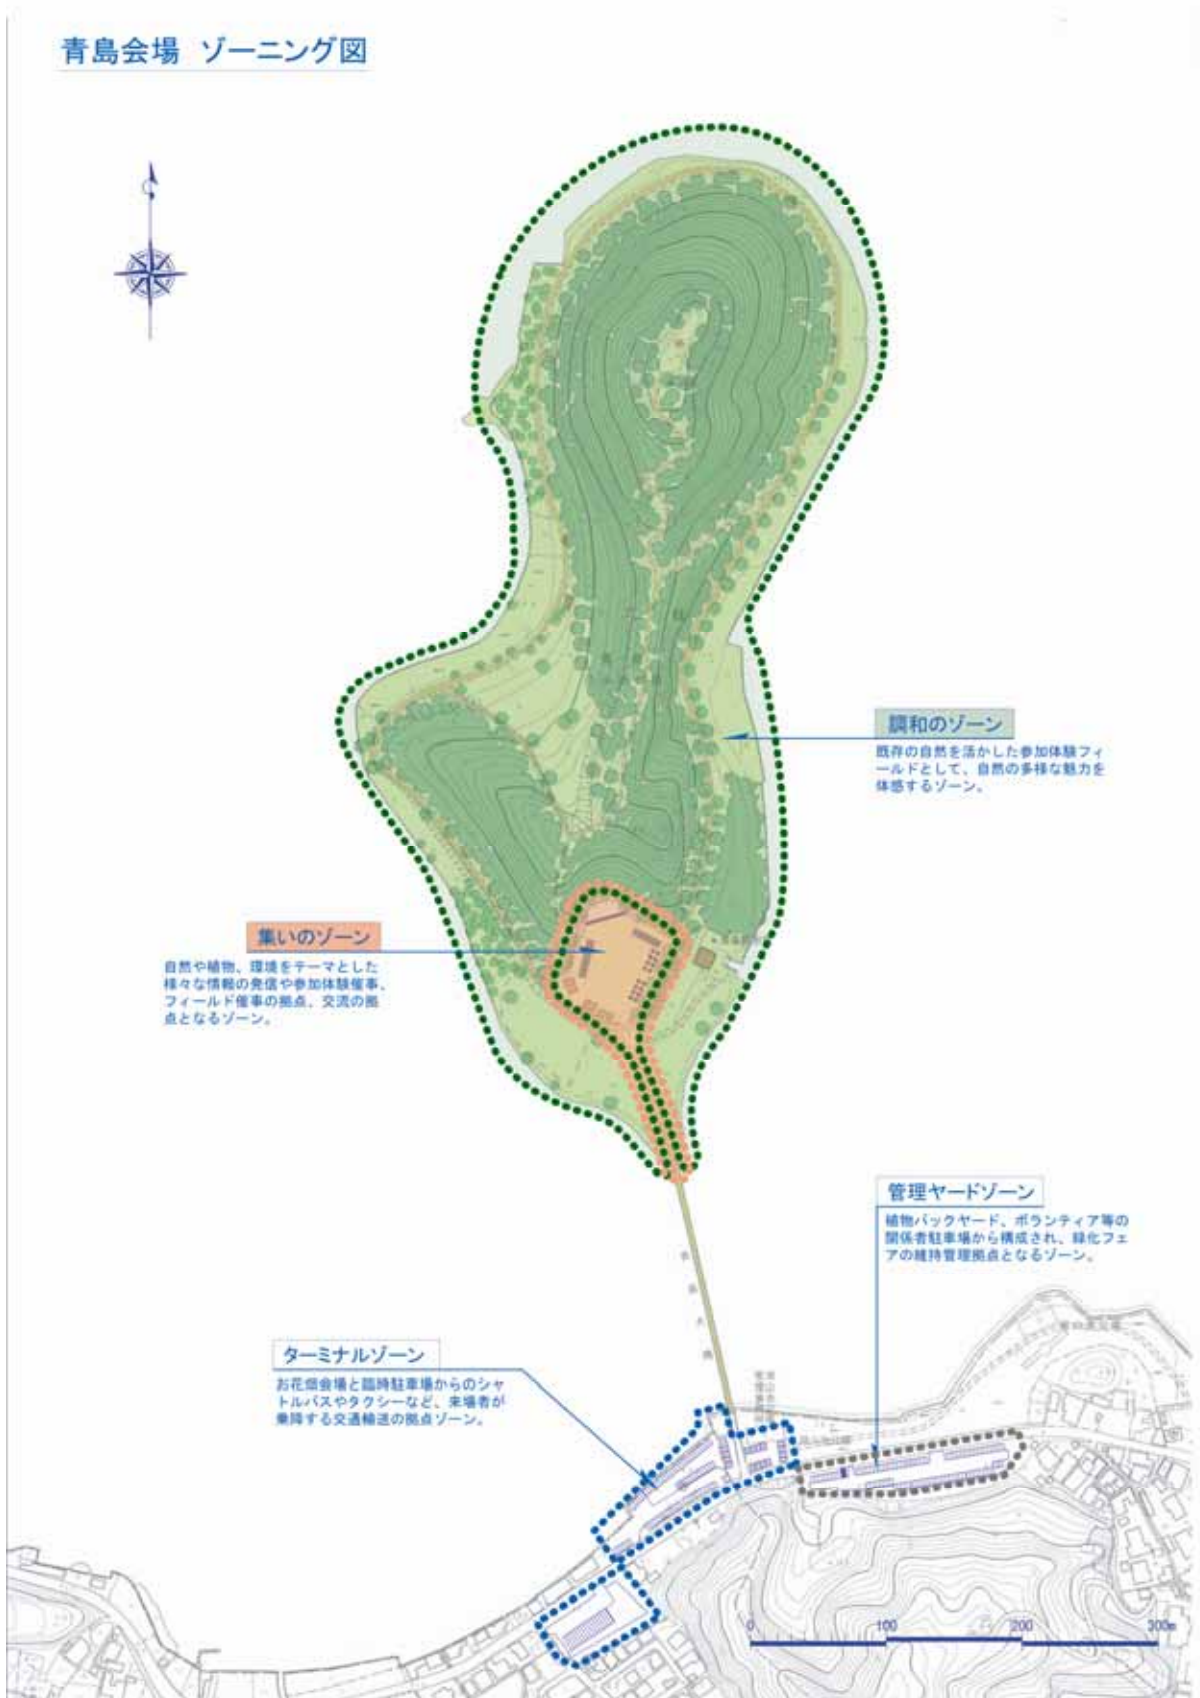 青島会場 ゾーニング図
調和のゾーン
既存の自然を活かした参加体験フィ
ールドとして、自然の多様な魅力を
体感するゾーン。
集いのゾーン
自然や植物、環境をテーマとした
様々な情報の発信や参加体験催事、
フィールド催事の拠点、交流の拠
点となるゾーン。
管理ヤードゾーン
植物バックヤード、ボランティア等の
関係者駐車場から構成され、緑化フェ
アの維持管理拠点となるゾーン。
ターミナルゾーン
お花畑会場と臨時駐車場からのシャ
トルバスやタクシーなど、来場者が
乗降する交通輸送の拠点ゾーン。
青島大橋
0 100 200 300m